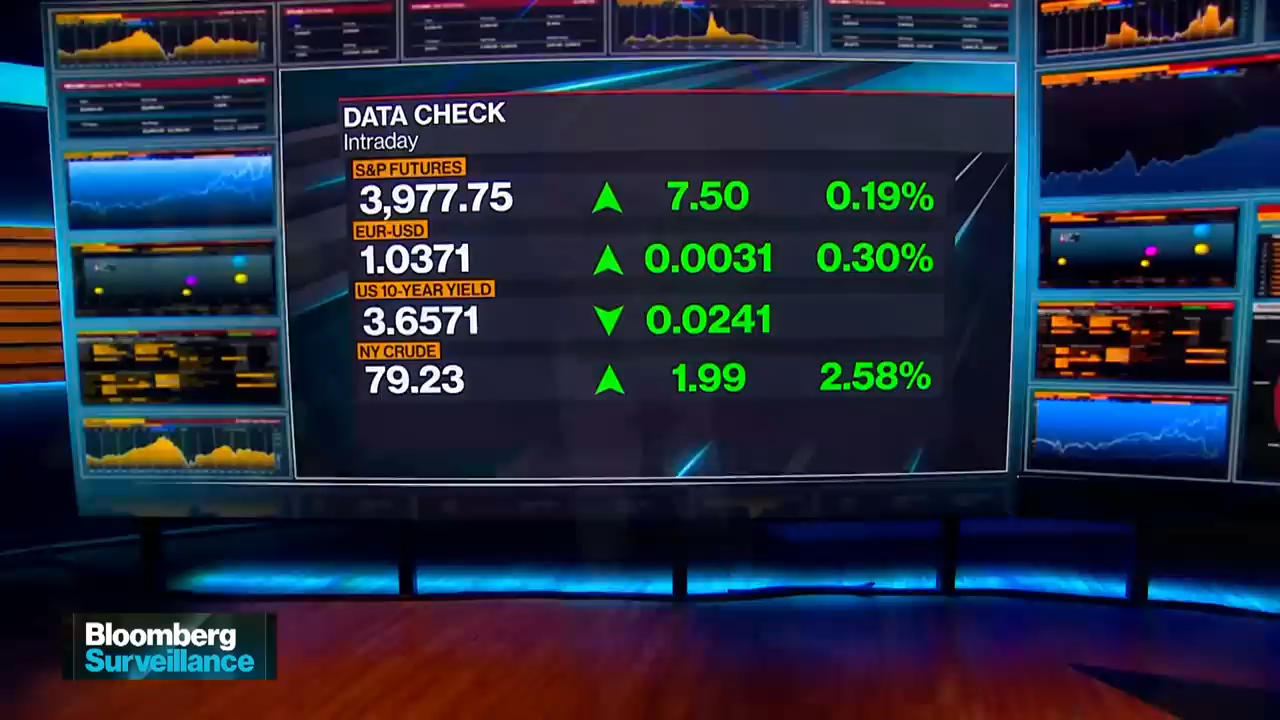 DATA CHECK
Intraday
S&P FUTURES
3,977.75 ▲ 7.50 0.19%
EUR-USD
1.0371 ▲ 0.0031 0.30%
US 10-YEAR YIELD
3.6571 ▼ 0.0241
NY CRUDE
79.23 ▲ 1.99 2.58%
Bloomberg
Surveillance